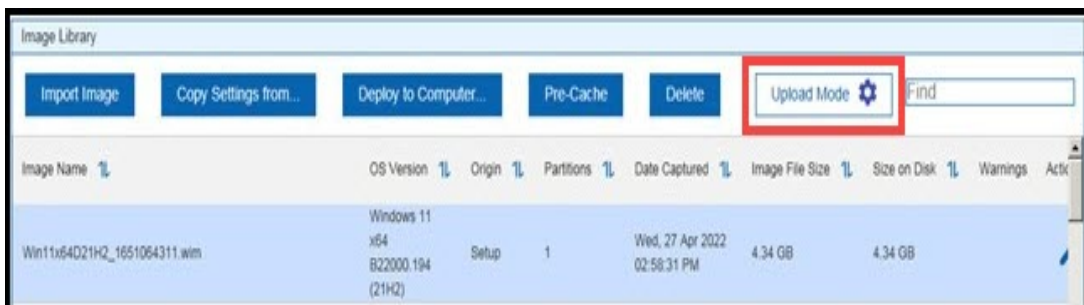 Image Library
Import Image Copy Settings from... Deploy to Computer... Pre-Cache Delete Upload Mode Find
Image Name OS Version Origin Partitions Date Captured Image File Size Size on Disk Warnings Actio
Windows 11
x64
B22000.194
(21H2)
Win11x64D21H2_1651064311.wim Setup 1 Wed, 27 Apr 2022
02:58:31 PM 4.34 GB 4.34 GB